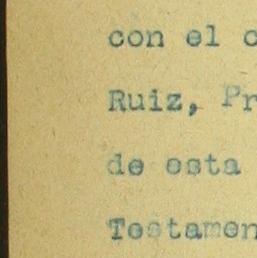 con el c
Ruiz, Pr
de esta
Testamen